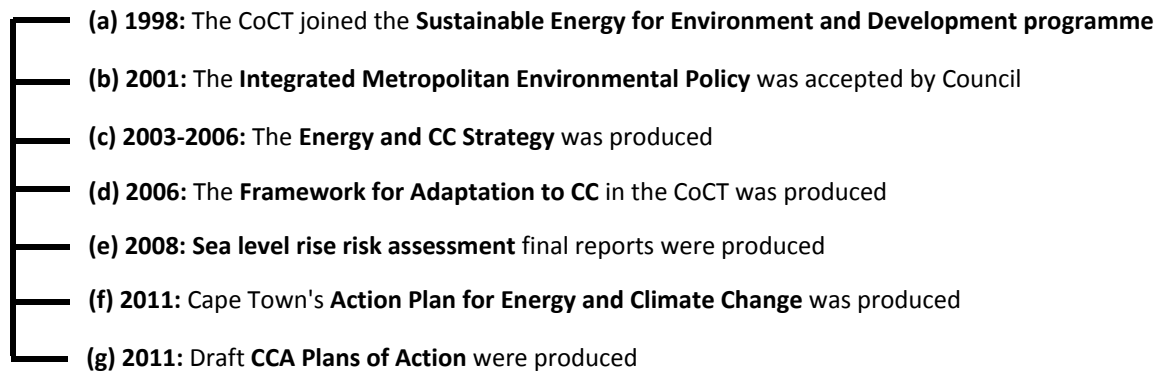 (a) 1998: The CoCT joined the Sustainable Energy for Environment and Development programme
(b) 2001: The Integrated Metropolitan Environmental Policy was accepted by Council
(c) 2003-2006: The Energy and CC Strategy was produced
(d) 2006: The Framework for Adaptation to CC in the CoCT was produced
(e) 2008: Sea level rise risk assessment final reports were produced
(f) 2011: Cape Town's Action Plan for Energy and Climate Change was produced
(g) 2011: Draft CCA Plans of Action were produced